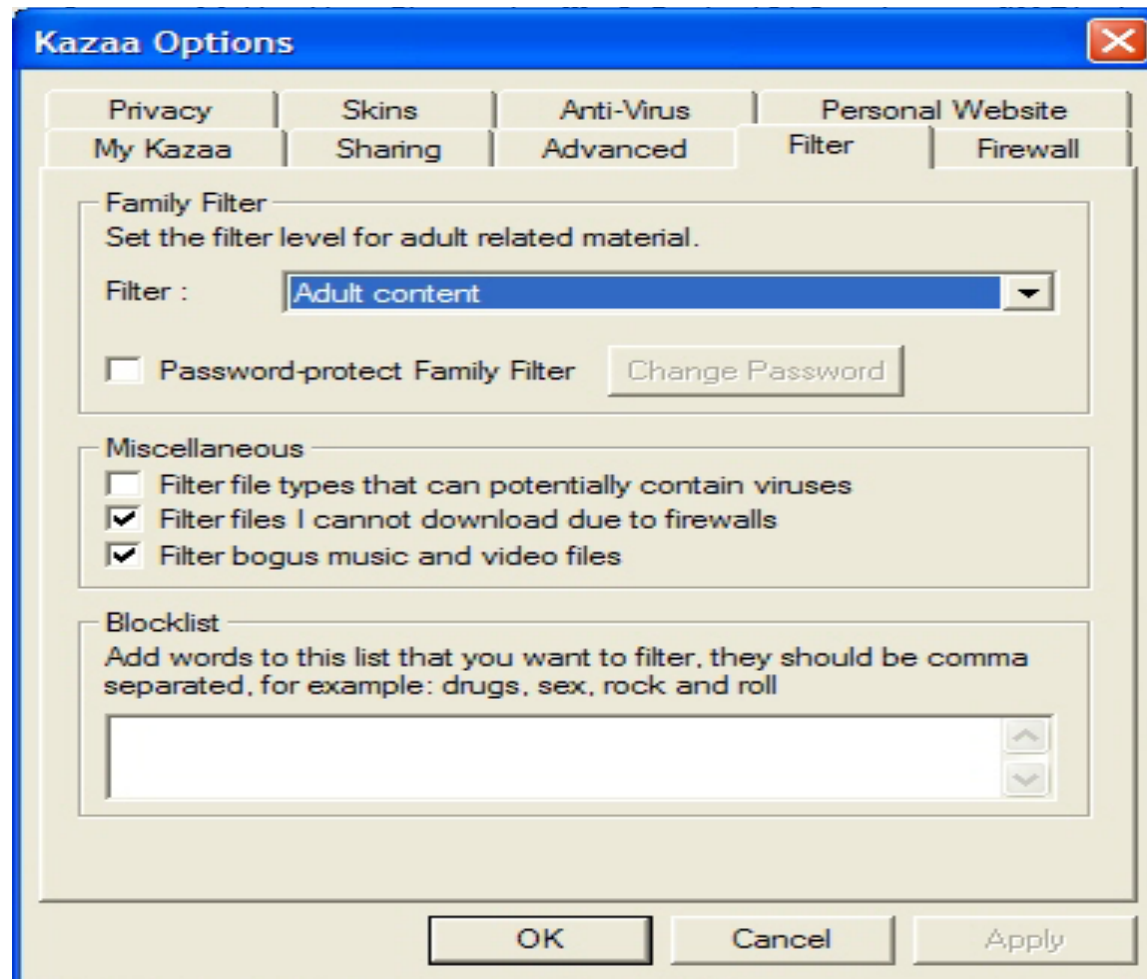 Kazaa Options
Privacy Skins Anti-Virus Personal Website
My Kazaa Sharing Advanced Filter Firewall
Family Filter
Set the filter level for adult related material.
Filter : Adult content
Password-protect Family Filter Change Password
Miscellaneous
Filter file types that can potentially contain viruses
Filter files I cannot download due to firewalls
Filter bogus music and video files
Blocklist
Add words to this list that you want to filter, they should be comma
separated, for example: drugs, sex, rock and roll
OK Cancel Apply